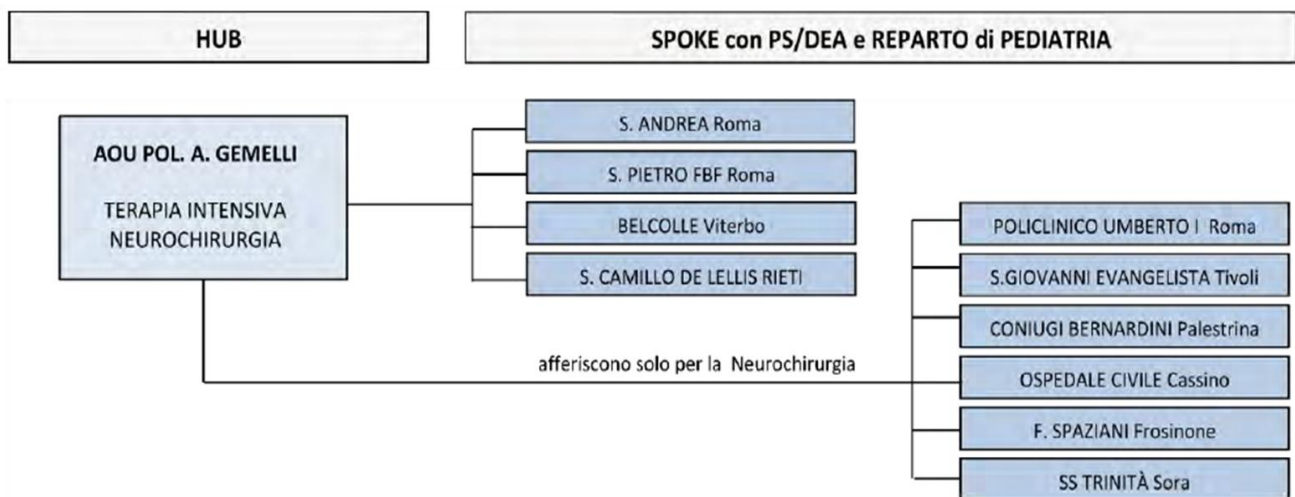 HUB
SPOKE con PS/DEA e REPARTO di PEDIATRIA
AOU POL. A. GEMELLI
TERAPIA INTENSIVA
NEUROCHIRURGIA
S. ANDREA Roma
S. PIETRO FBF Roma
BELCOLLE Viterbo
S. CAMILLO DE LELLIS RIETI
afferiscono solo per la Neurochirurgia
POLICLINICO UMBERTO I Roma
S.GIOVANNI EVANGELISTA Tivoli
CONIUGI BERNARDINI Palestrina
OSPEDALE CIVILE Cassino
F. SPAZIANI Frosinone
SS TRINITÀ Sora